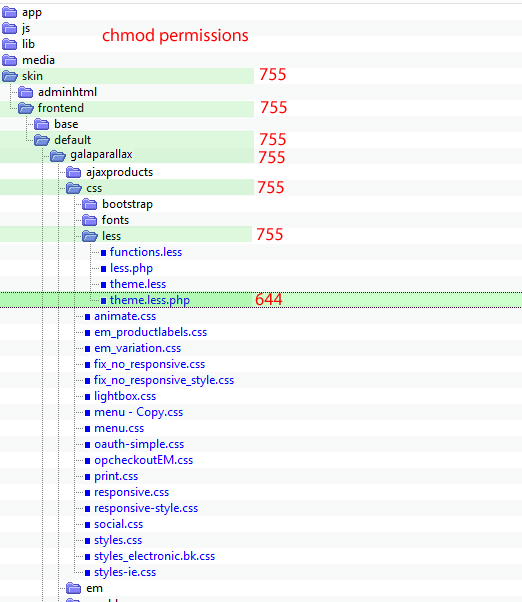 app
js
chmod permissions
lib
media
skin 755
adminhtml
frontend 755
base
default 755
galaparallax 755
ajaxproducts
css 755
bootstrap
fonts
less 755
functions.less
less.php
theme.less
theme.less.php 644
animate.css
em_productlabels.css
em_variation.css
fix_no_responsive.css
fix_no_responsive_style.css
lightbox.css
menu - Copy.css
menu.css
oauth-simple.css
opcheckoutEM.css
print.css
responsive.css
responsive-style.css
social.css
styles.css
styles_electronic.bk.css
styles-ie.css
em